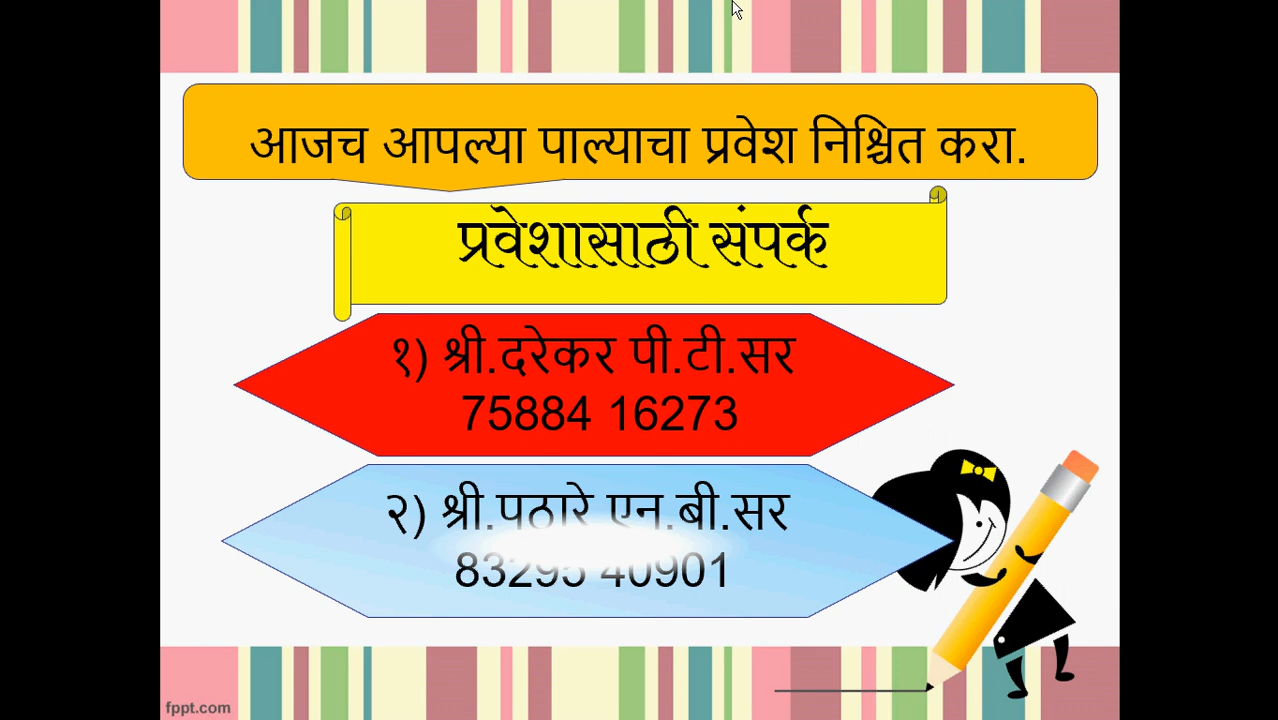 आजच आपल्या पाल्याचा प्रवेश निश्चित करा.
प्रवेशासाठी संपर्क
१) श्री.दरेकर पी.टी.सर
75884 16273
२) श्री.पठारे एन.बी.सर
83295 40901
fppt.com